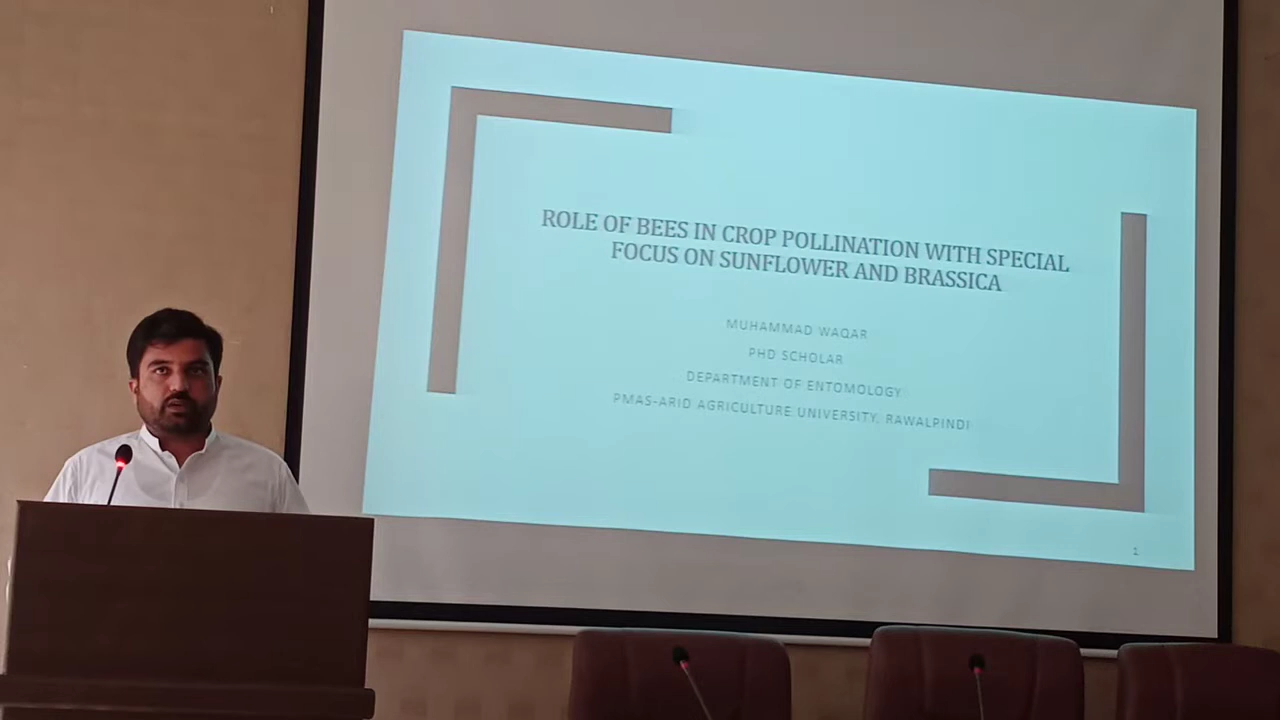 ROLE OF BEES IN CROP POLLINATION WITH SPECIAL
FOCUS ON SUNFLOWER AND BRASSICA
MUHAMMAD WAQAR
PHD SCHOLAR
DEPARTMENT OF ENTOMOLOGY
PMAS-ARID AGRICULTURE UNIVERSITY, RAWALPINDI
1